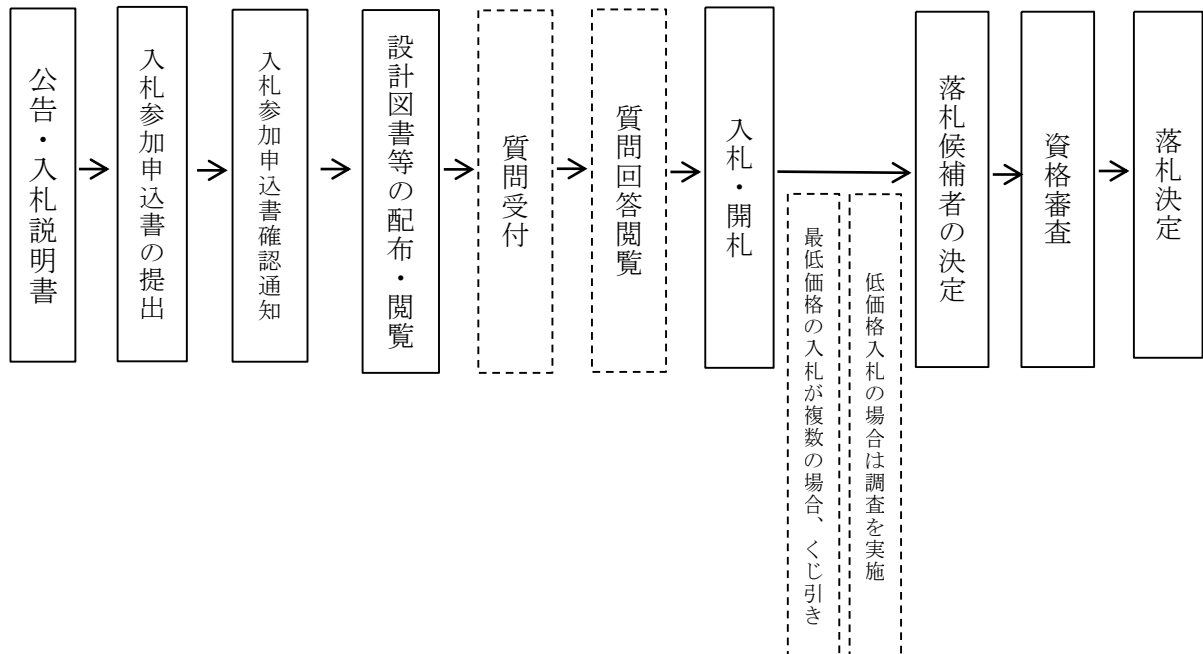 公告・入札説明書
入札参加申込書の提出
入札参加申込書確認通知
設計図書等の配布・閲覧
質問受付
質問回答閲覧
入札・開札
最低価格の入札が複数の場合、くじ引き
低価格入札の場合は調査を実施
落札候補者の決定
資格審査
落札決定